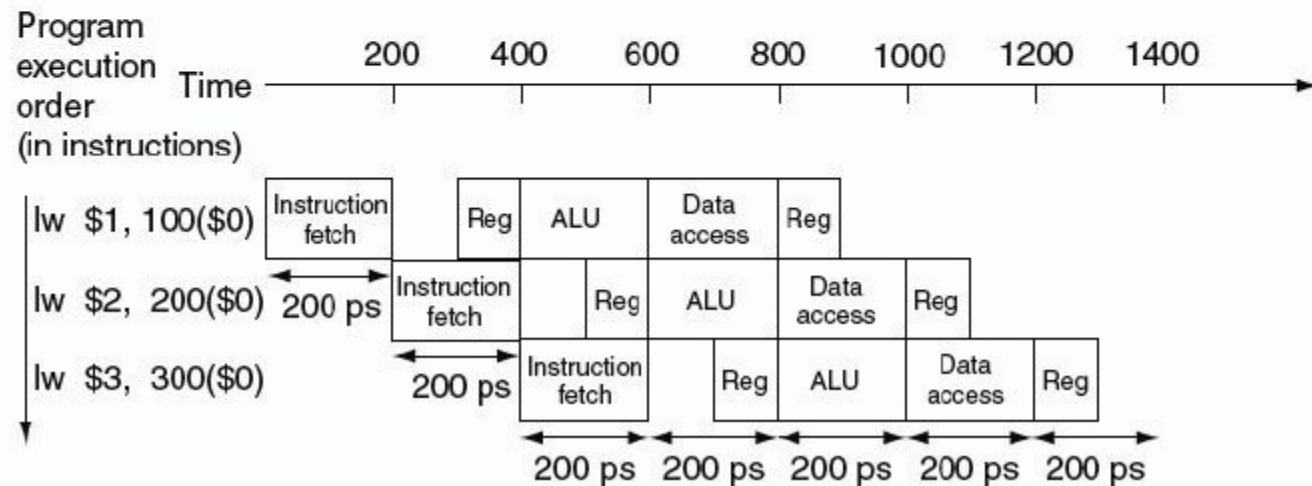 Program
execution
order
(in instructions)
Time
200 400 600 800 1000 1200 1400
lw $1, 100($0)
Instruction
fetch
Reg
ALU
Data
access
Reg
200 ps
lw $2, 200($0)
Instruction
fetch
Reg
ALU
Data
access
Reg
200 ps
lw $3, 300($0)
Instruction
fetch
Reg
ALU
Data
access
Reg
200 ps 200 ps 200 ps 200 ps 200 ps